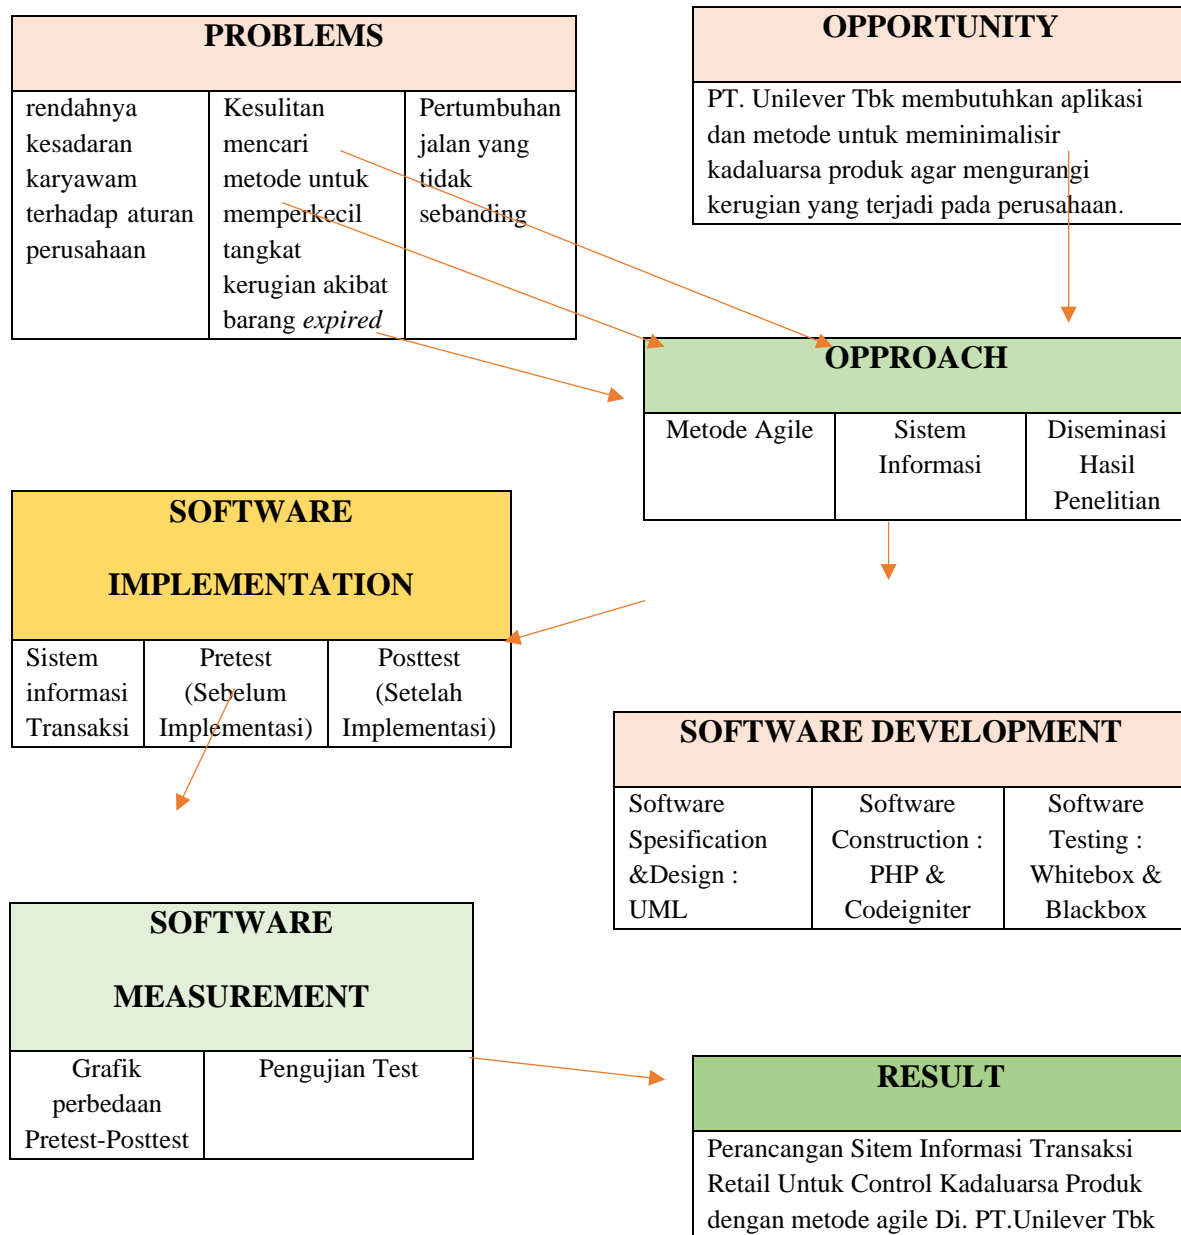 PROBLEMS
rendahnya
kesadaran
karyawam
terhadap aturan
perusahaan
Kesulitan
mencari
metode untuk
memperkecil
tangkat
kerugian akibat
barang expired
Pertumbuhan
jalan yang
tidak
sebanding
OPPORTUNITY
PT. Unilever Tbk membutuhkan aplikasi
dan metode untuk meminimalisir
kadaluarsa produk agar mengurangi
kerugian yang terjadi pada perusahaan.
OPPROACH
Metode Agile
Sistem
Informasi
Diseminasi
Hasil
Penelitian
SOFTWARE
IMPLEMENTATION
Sistem
informasi
Transaksi
Pretest
(Sebelum
Implementasi)
Posttest
(Setelah
Implementasi)
SOFTWARE DEVELOPMENT
Software
Spesification
&Design :
UML
Software
Construction :
PHP &
Codeigniter
Software
Testing :
Whitebox &
Blackbox
SOFTWARE
MEASUREMENT
Grafik
perbedaan
Pretest-Posttest
Pengujian Test
RESULT
Perancangan Sitem Informasi Transaksi
Retail Untuk Control Kadaluarsa Produk
dengan metode agile Di. PT.Unilever Tbk